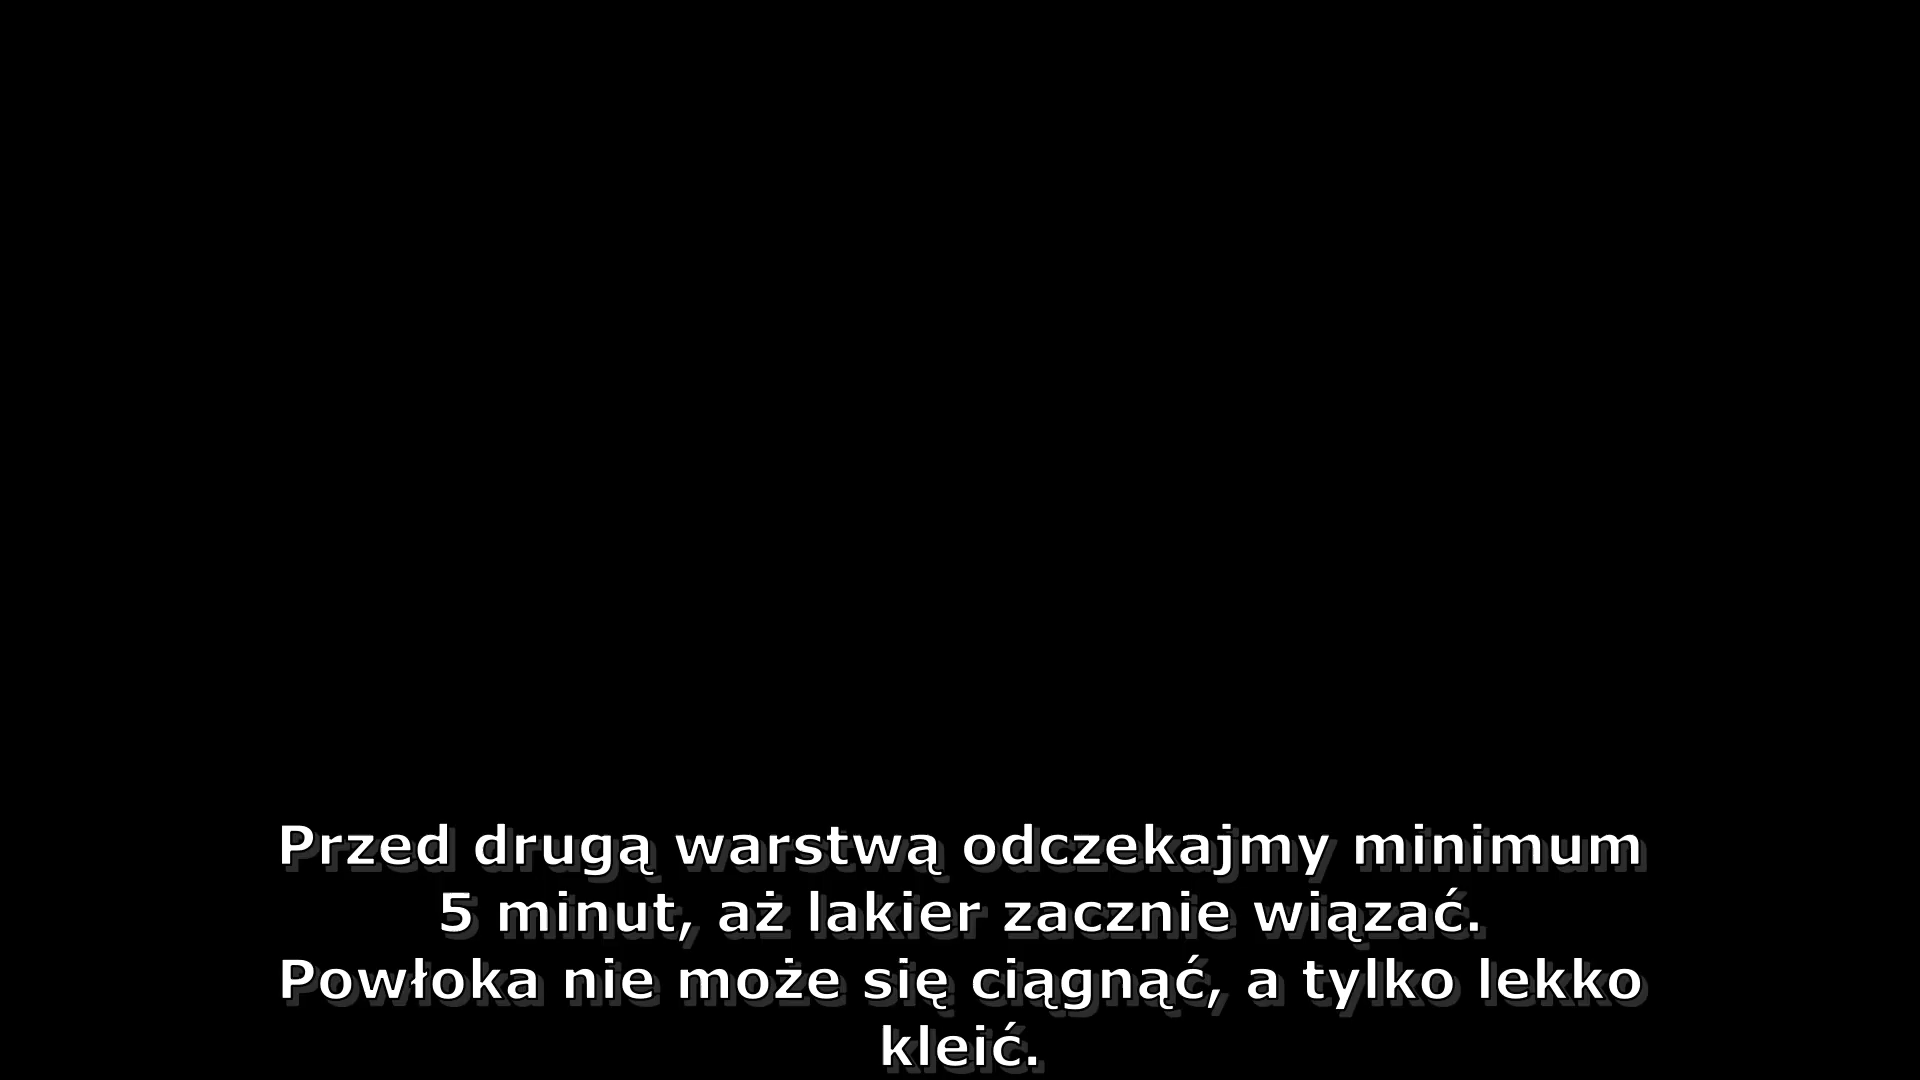 Przed drugą warstwą odczekajmy minimum
5 minut, aż lakier zacznie wiązać.
Powłoka nie może się ciągnąć, a tylko lekko
kleić.